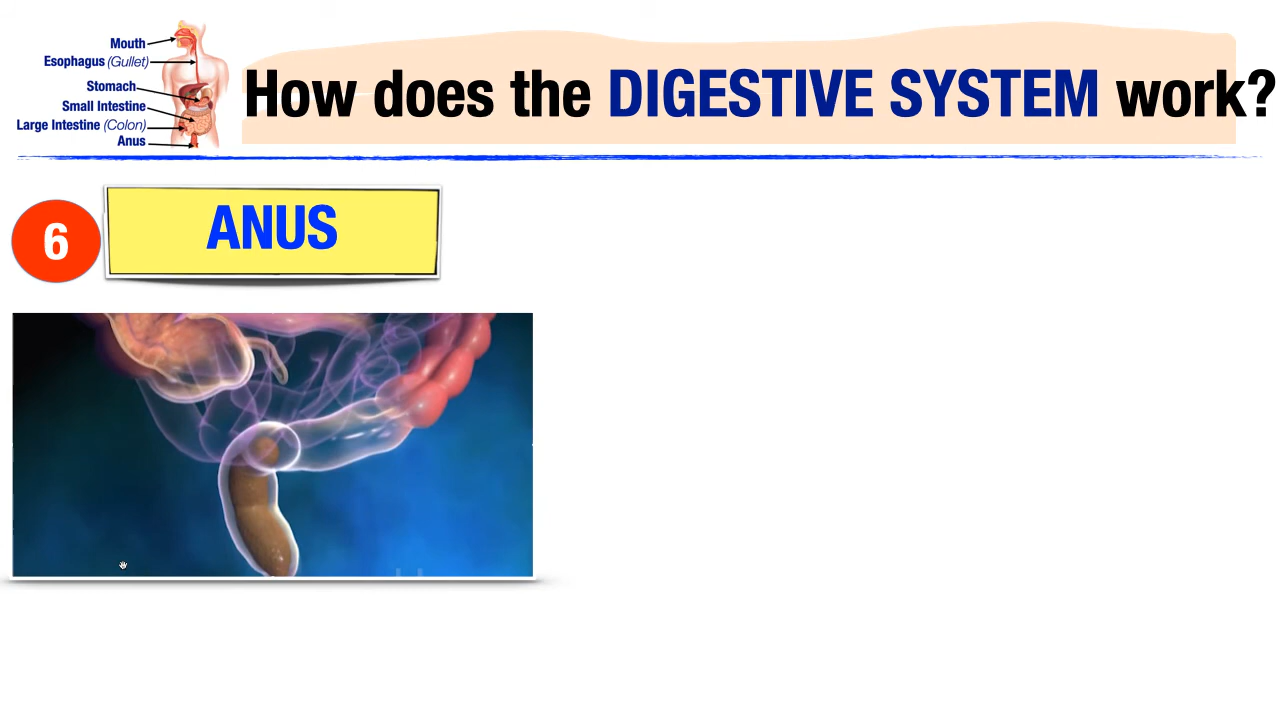 Mouth
Esophagus (Gullet)
Stomach
Small Intestine
Large Intestine (Colon)
Anus
How does the DIGESTIVE SYSTEM work?
6
ANUS